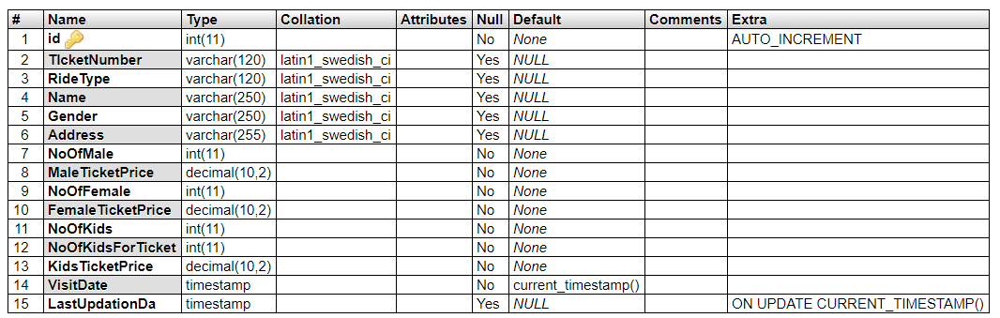 # Name Type Collation Attributes Null Default Comments Extra
1 id int(11) No None AUTO_INCREMENT
2 TIcketNumber varchar(120) latin1_swedish_ci Yes NULL
3 RideType varchar(120) latin1_swedish_ci Yes NULL
4 Name varchar(250) latin1_swedish_ci Yes NULL
5 Gender varchar(250) latin1_swedish_ci Yes NULL
6 Address varchar(255) latin1_swedish_ci Yes NULL
7 NoOfMale int(11) No None
8 MaleTicketPrice decimal(10,2) No None
9 NoOfFemale int(11) No None
10 FemaleTicketPrice decimal(10,2) No None
11 NoOfKids int(11) No None
12 NoOfKidsForTicket int(11) No None
13 KidsTicketPrice decimal(10,2) No None
14 VisitDate timestamp No current_timestamp()
15 LastUpdationDa timestamp Yes NULL ON UPDATE CURRENT_TIMESTAMP()